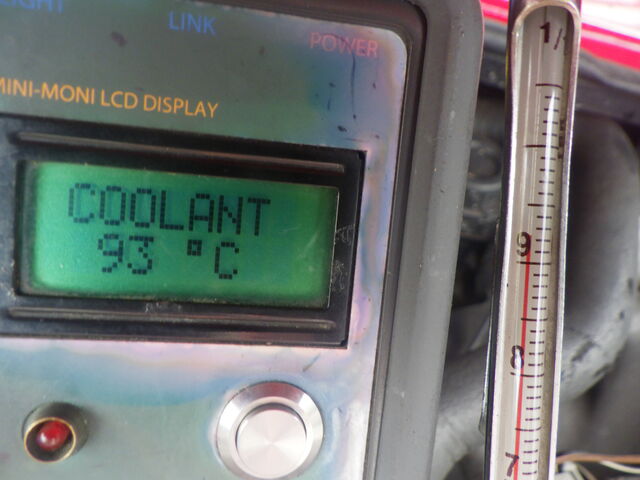 LINK
POWER
MINI-MONI LCD DISPLAY
COOLANT
93 °C
9
8
7